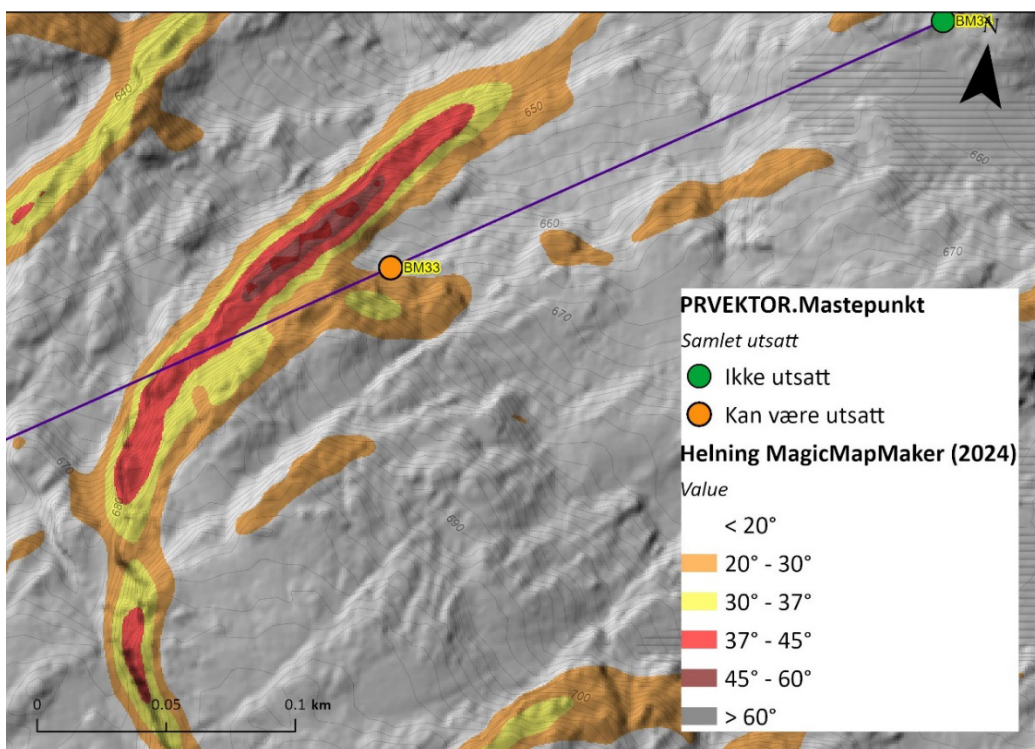 BM34
N
640
650
660
660
670
BM33
670
PRVEKTOR.Mastepunkt
Samlet utsatt
Ikke utsatt
Kan være utsatt
Helning MagicMapMaker (2024)
Value
< 20°
20° - 30°
30° - 37°
37° - 45°
45° - 60°
> 60°
670
680
690
700
0 0.05 0.1 km